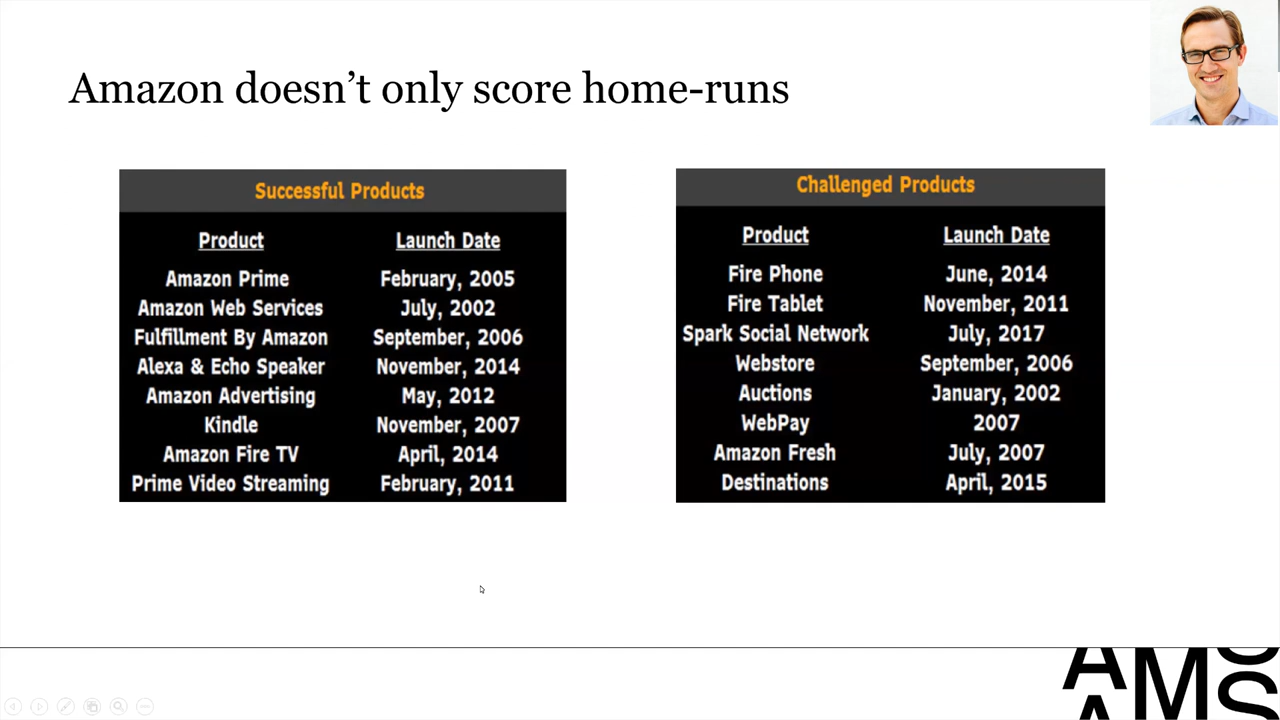 Amazon doesn’t only score home-runs
Successful Products
Product Launch Date
Amazon Prime February, 2005
Amazon Web Services July, 2002
Fulfillment By Amazon September, 2006
Alexa & Echo Speaker November, 2014
Amazon Advertising May, 2012
Kindle November, 2007
Amazon Fire TV April, 2014
Prime Video Streaming February, 2011
Challenged Products
Product Launch Date
Fire Phone June, 2014
Fire Tablet November, 2011
Spark Social Network July, 2017
Webstore September, 2006
Auctions January, 2002
WebPay 2007
Amazon Fresh July, 2007
Destinations April, 2015
AMS
AMS